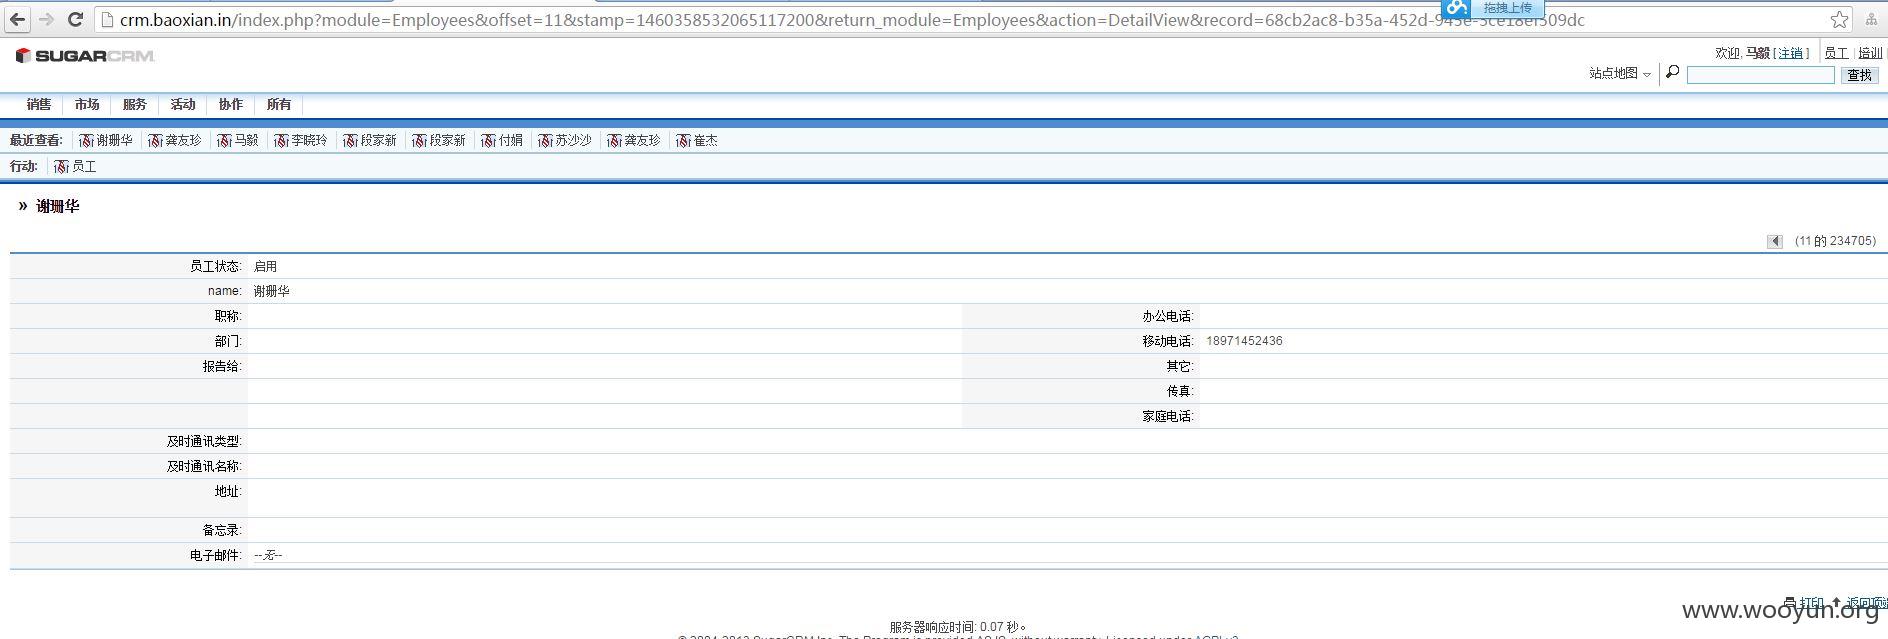 crm.baoxian.in/index.php?module=Employees&offset=11&stamp=1460358532065117200&return_module=Employees&action=DetailView&record=68cb2ac8-b35a-452d-945e-5ce18ef509dc
拖拽上传
SUGARCRM
欢迎, 马毅 [ 注销 ] 员工 培训
站点地图 查找
销售 市场 服务 活动 协作 所有
最近查看: 谢珊华 龚友珍 马毅 李晓玲 段家新 段家新 付娟 苏沙沙 龚友珍 崔杰
行动: 员工
» 谢珊华
(11 的 234705)
员工状态: 启用
name: 谢珊华
职称: 办公电话:
部门: 移动电话: 18971452436
报告给: 其它:
传真:
家庭电话:
及时通讯类型:
及时通讯名称:
地址:
备忘录:
电子邮件: --无--
打印 返回顶端
www.wooyun.org
服务器响应时间: 0.07 秒。